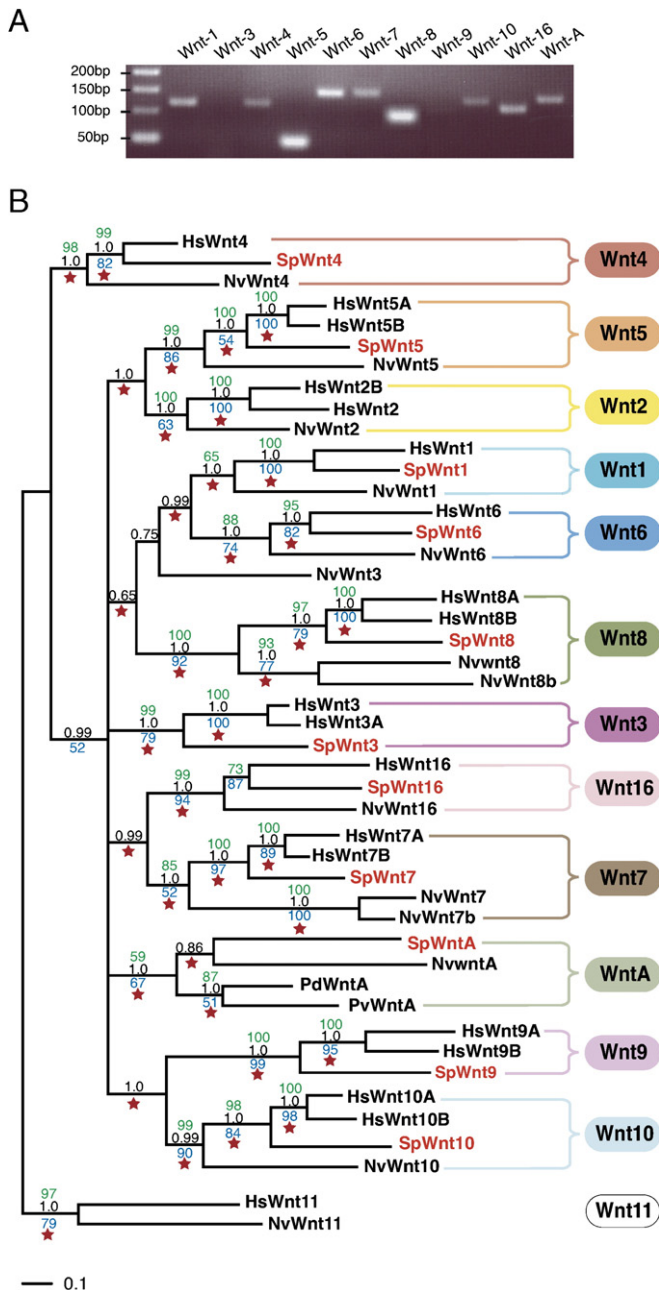 A
Wnt-1 Wnt-3 Wnt-4 Wnt-5 Wnt-6 Wnt-7 Wnt-8 Wnt-9 Wnt-10 Wnt-16 Wnt-A
200bp
150bp
100bp
50bp
B
99
98 1.0 HsWnt4
1.0 82 SpWnt4 Wnt4
NvWnt4
100 HsWnt5A
100 1.0
99 1.0 100 HsWnt5B
1.0 54 SpWnt5 Wnt5
86 NvWnt5
1.0
100 HsWnt2B
100 1.0
1.0 100 HsWnt2 Wnt2
63 NvWnt2
100 HsWnt1
65 1.0
1.0 100 SpWnt1 Wnt1
0.99 NvWnt1
95 HsWnt6
88 1.0
1.0 82 SpWnt6 Wnt6
0.75 74 NvWnt6
NvWnt3
0.65
100 HsWnt8A
97 1.0
1.0 100 HsWnt8B
100 79 SpWnt8 Wnt8
1.0 93
92 1.0 Nvwnt8
77 NvWnt8b
100 HsWnt3
99 1.0
1.0 100 HsWnt3A Wnt3
0.99 79 SpWnt3
52
73 HsWnt16
99
1.0 87 SpWnt16 Wnt16
94 NvWnt16
0.99
100 HsWnt7A
100 1.0
85 1.0 89 HsWnt7B
1.0 97 SpWnt7 Wnt7
52 100
1.0 NvWnt7
100 NvWnt7b
0.86 SpWntA
59 NvwntA
1.0 87 WntA
67 1.0 PdWntA
51 PvWntA
100 HsWnt9A
100 1.0
1.0 95 HsWnt9B Wnt9
99 SpWnt9
1.0
100 HsWnt10A
98 1.0
99 1.0 98 HsWnt10B
0.99 84 SpWnt10 Wnt10
90 NvWnt10
97 HsWnt11
1.0 Wnt11
79 NvWnt11
0.1